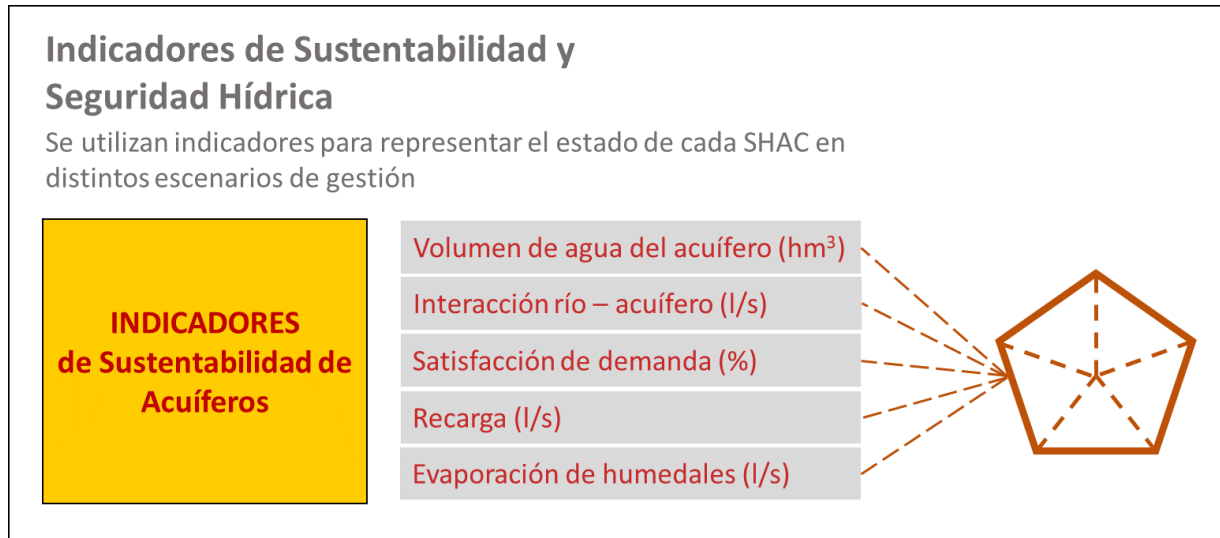 Indicadores de Sustentabilidad y
Seguridad Hídrica
Se utilizan indicadores para representar el estado de cada SHAC en
distintos escenarios de gestión
INDICADORES
de Sustentabilidad de
Acuíferos
Volumen de agua del acuífero (hm³)
Interacción río – acuífero (l/s)
Satisfacción de demanda (%)
Recarga (l/s)
Evaporación de humedales (l/s)